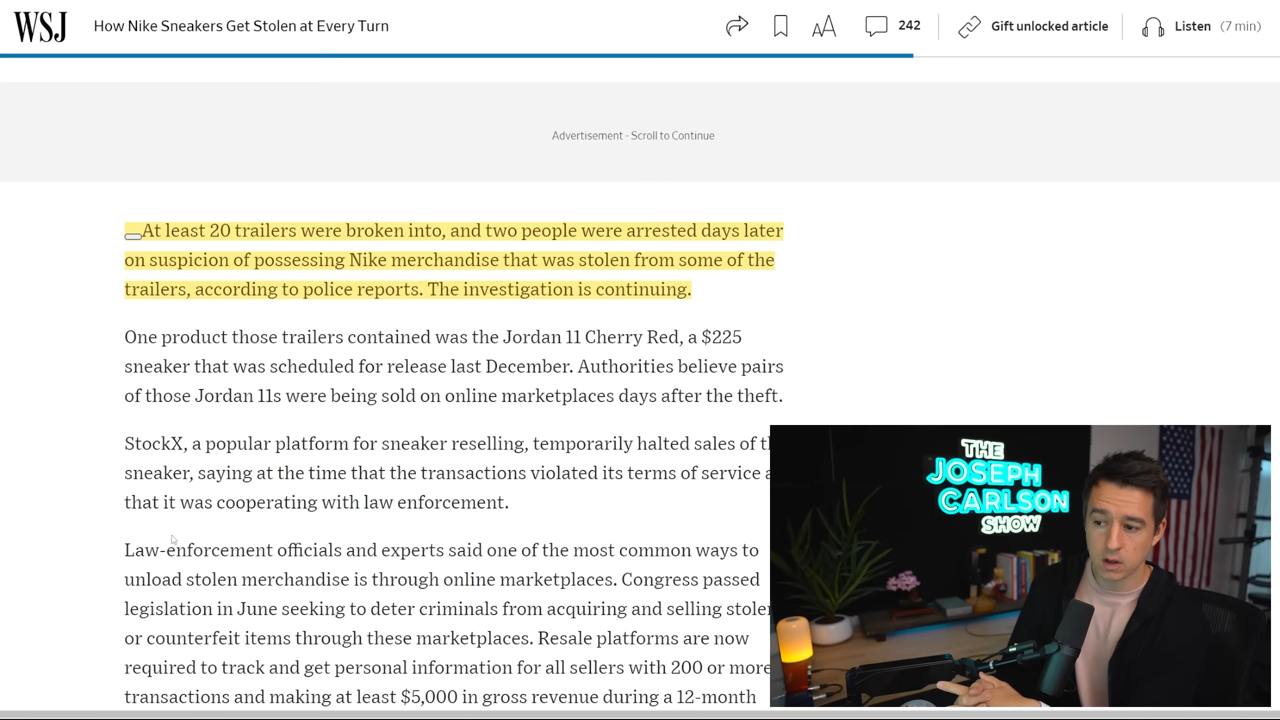 WSJ How Nike Sneakers Get Stolen at Every Turn AA 242 Gift unlocked article Listen (7 min)
Advertisement - Scroll to Continue
At least 20 trailers were broken into, and two people were arrested days later
on suspicion of possessing Nike merchandise that was stolen from some of the
trailers, according to police reports. The investigation is continuing.
One product those trailers contained was the Jordan 11 Cherry Red, a $225
sneaker that was scheduled for release last December. Authorities believe pairs
of those Jordan 11s were being sold on online marketplaces days after the theft.
StockX, a popular platform for sneaker reselling, temporarily halted sales of
sneaker, saying at the time that the transactions violated its terms of service
that it was cooperating with law enforcement.
Law-enforcement officials and experts said one of the most common ways to
unload stolen merchandise is through online marketplaces. Congress passed
legislation in June seeking to deter criminals from acquiring and selling
or counterfeit items through these marketplaces. Resale platforms are now
required to track and get personal information for all sellers with 200 or more
transactions and making at least $5,000 in gross revenue during a 12-month
THE
JOSEPH
CARLSON
SHOW